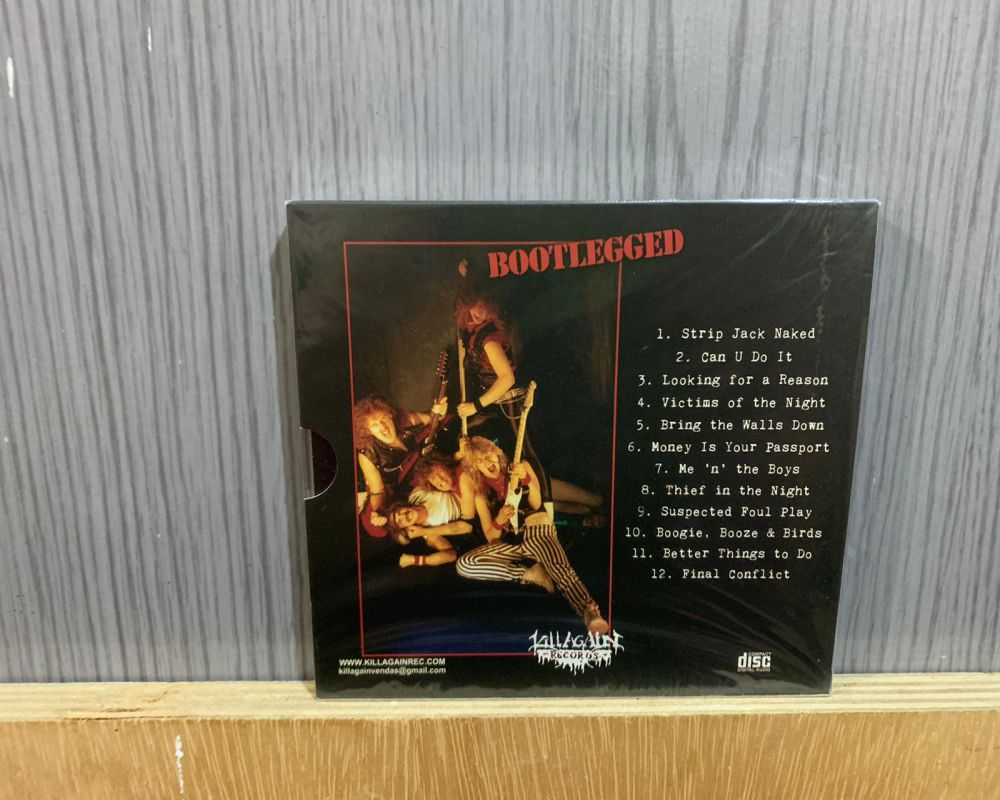 BOOTLEGGED
1. Strip Jack Naked
2. Can U Do It
3. Looking for a Reason
4. Victims of the Night
5. Bring the Walls Down
6. Money Is Your Passport
7. Me 'n' the Boys
8. Thief in the Night
9. Suspected Foul Play
10. Boogie, Booze & Birds
11. Better Things to Do
12. Final Conflict
KILLAGAIN
RECORDS
WWW.KILLAGAINREC.COM
killagainvendas@gmail.com
COMPACT
disc
DIGITAL AUDIO